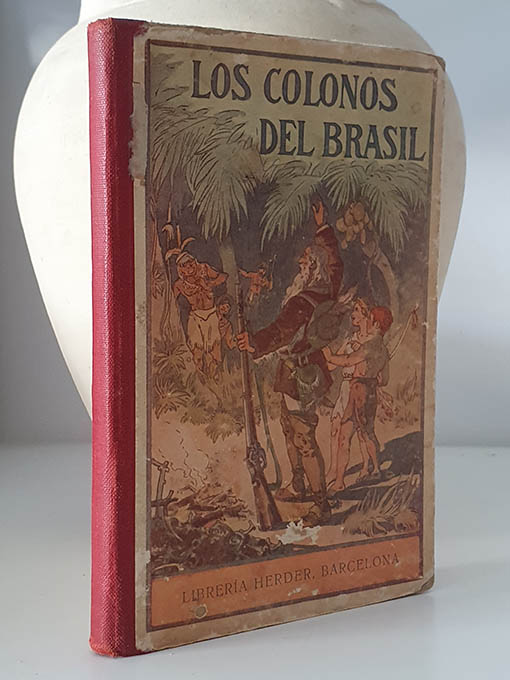 LOS COLONOS
DEL BRASIL
LIBRERÍA HERDER, BARCELONA